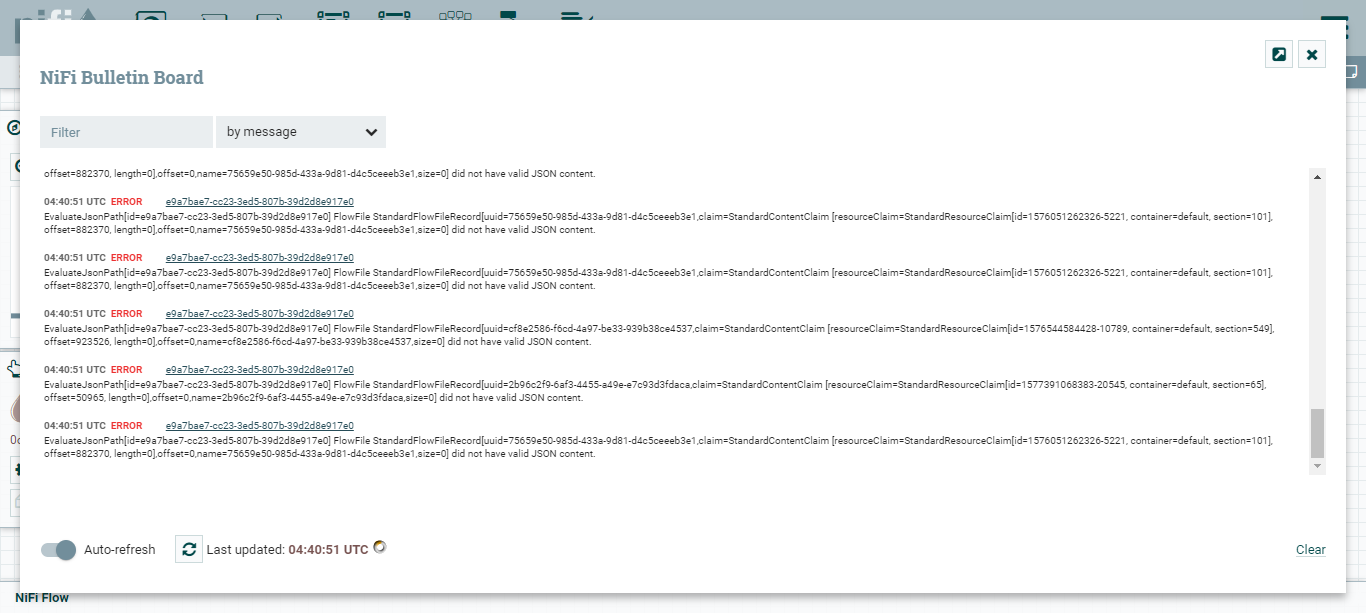 NiFi Bulletin Board
Filter
by message
offset=882370, length=0],offset=0,name=75659e50-985d-433a-9d81-d4c5ceeeb3e1,size=0] did not have valid JSON content.
04:40:51 UTC ERROR e9a7bae7-cc23-3ed5-807b-39d2d8e917e0
EvaluateJsonPath[id=e9a7bae7-cc23-3ed5-807b-39d2d8e917e0] FlowFile StandardFlowFileRecord[uuid=75659e50-985d-433a-9d81-d4c5ceeeb3e1,claim=StandardContentClaim [resourceClaim=StandardResourceClaim[id=1576051262326-5221, container=default, section=101],
offset=882370, length=0],offset=0,name=75659e50-985d-433a-9d81-d4c5ceeeb3e1,size=0] did not have valid JSON content.
04:40:51 UTC ERROR e9a7bae7-cc23-3ed5-807b-39d2d8e917e0
EvaluateJsonPath[id=e9a7bae7-cc23-3ed5-807b-39d2d8e917e0] FlowFile StandardFlowFileRecord[uuid=75659e50-985d-433a-9d81-d4c5ceeeb3e1,claim=StandardContentClaim [resourceClaim=StandardResourceClaim[id=1576051262326-5221, container=default, section=101],
offset=882370, length=0],offset=0,name=75659e50-985d-433a-9d81-d4c5ceeeb3e1,size=0] did not have valid JSON content.
04:40:51 UTC ERROR e9a7bae7-cc23-3ed5-807b-39d2d8e917e0
EvaluateJsonPath[id=e9a7bae7-cc23-3ed5-807b-39d2d8e917e0] FlowFile StandardFlowFileRecord[uuid=cf8e2586-f6cd-4a97-be33-939b38ce4537,claim=StandardContentClaim [resourceClaim=StandardResourceClaim[id=1576544584428-10789, container=default, section=549],
offset=923526, length=0],offset=0,name=cf8e2586-f6cd-4a97-be33-939b38ce4537,size=0] did not have valid JSON content.
04:40:51 UTC ERROR e9a7bae7-cc23-3ed5-807b-39d2d8e917e0
EvaluateJsonPath[id=e9a7bae7-cc23-3ed5-807b-39d2d8e917e0] FlowFile StandardFlowFileRecord[uuid=2b96c2f9-6af3-4455-a49e-e7c93d3fdaca,claim=StandardContentClaim [resourceClaim=StandardResourceClaim[id=1577391068383-20545, container=default, section=65],
offset=50965, length=0],offset=0,name=2b96c2f9-6af3-4455-a49e-e7c93d3fdaca,size=0] did not have valid JSON content.
04:40:51 UTC ERROR e9a7bae7-cc23-3ed5-807b-39d2d8e917e0
EvaluateJsonPath[id=e9a7bae7-cc23-3ed5-807b-39d2d8e917e0] FlowFile StandardFlowFileRecord[uuid=75659e50-985d-433a-9d81-d4c5ceeeb3e1,claim=StandardContentClaim [resourceClaim=StandardResourceClaim[id=1576051262326-5221, container=default, section=101],
offset=882370, length=0],offset=0,name=75659e50-985d-433a-9d81-d4c5ceeeb3e1,size=0] did not have valid JSON content.
Auto-refresh
Last updated: 04:40:51 UTC
Clear
NiFi Flow